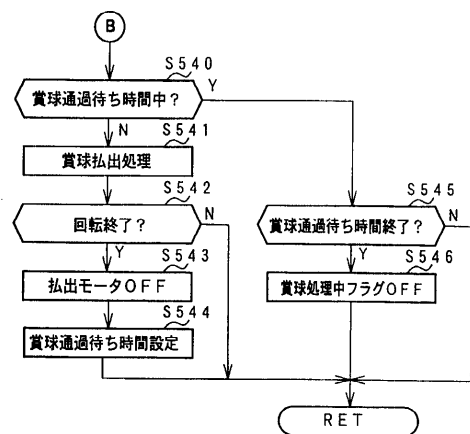 B
S540
賞球通過待ち時間中?
Y
N
S541
賞球払出処理
S542
回転終了?
N
Y
S543
払出モータOFF
S544
賞球通過待ち時間設定
S545
賞球通過待ち時間終了?
N
Y
S546
賞球処理中フラグOFF
RET